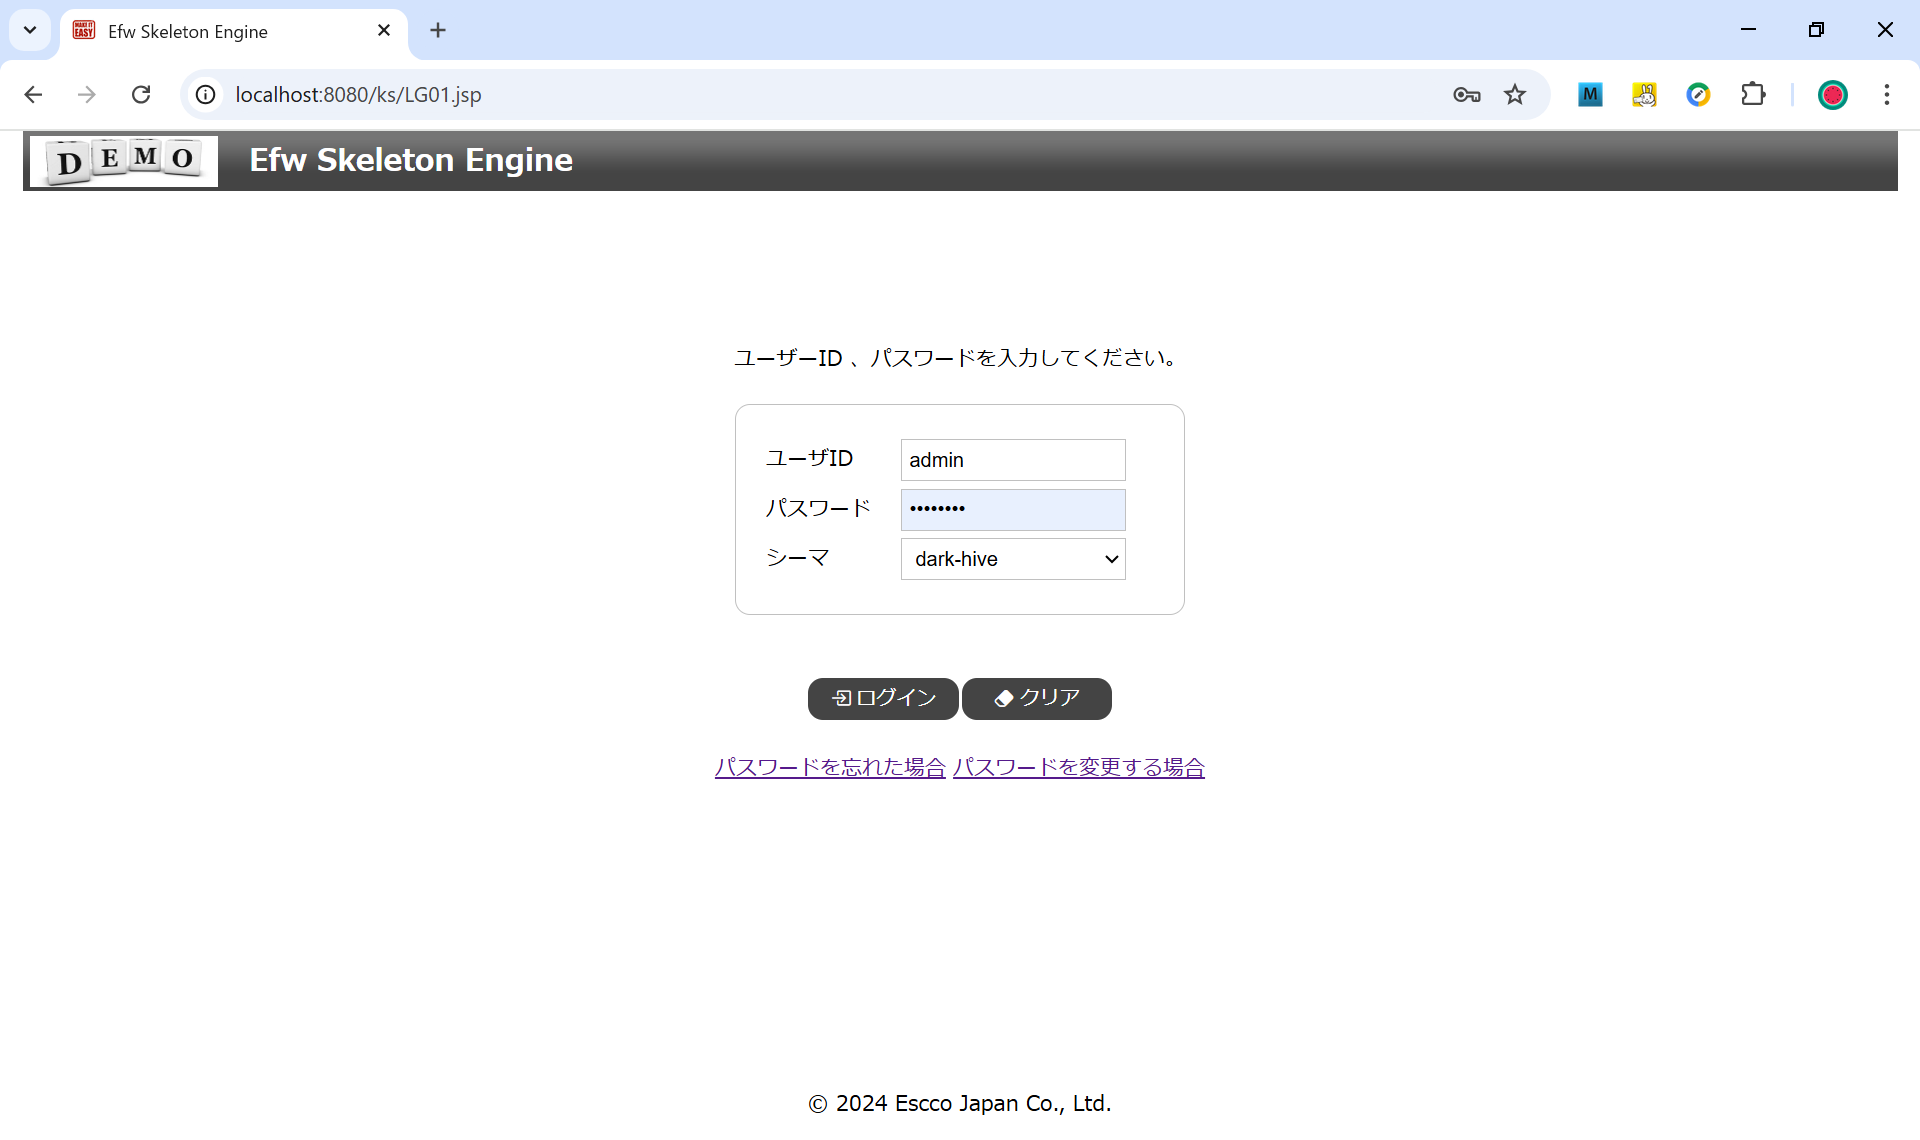 Efw Skeleton Engine
localhost:8080/ks/LG01.jsp
M
DEMO
Efw Skeleton Engine
ユーザーID 、パスワードを入力してください。
ユーザID
admin
パスワード
••••••••
シーマ
dark-hive
ログイン
クリア
パスワードを忘れた場合 パスワードを変更する場合
© 2024 Escco Japan Co., Ltd.